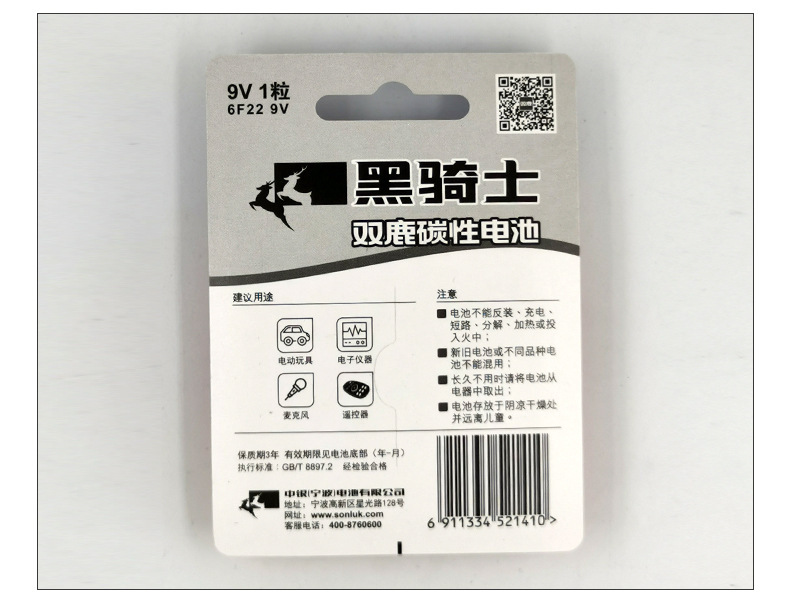 9V 1粒
6F22 9V
黑骑士
双鹿碳性电池
建议用途
电动玩具
电子仪器
麦克风
遥控器
注意
电池不能反装、充电、
短路、分解、加热或投
入火中；
新旧电池或不同品种电
池不能混用；
长久不用时请将电池从
电器中取出；
电池存放于阴凉干燥处
并远离儿童。
保质期3年 有效期限见电池底部（年-月）
执行标准：GB/T 8897.2 经检验合格
中银(宁波)电池有限公司
地址：宁波高新区星光路128号
网址：www.sonluk.com
客服电话：400-8760600
6 911334 521410 >